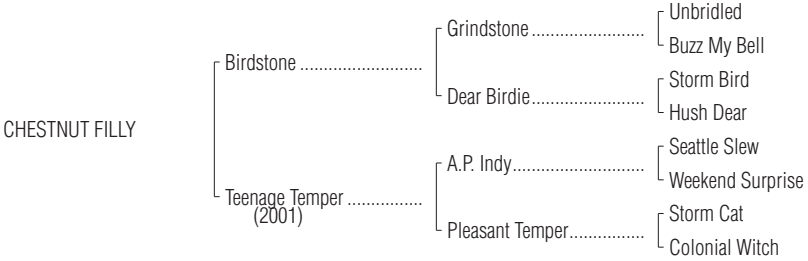 Unbridled
Grindstone ........................
Buzz My Bell
Birdstone ..........................
Storm Bird
Dear Birdie........................
Hush Dear
CHESTNUT FILLY
Seattle Slew
A.P. Indy............................
Weekend Surprise
Teenage Temper ................
(2001)
Storm Cat
Pleasant Temper................
Colonial Witch